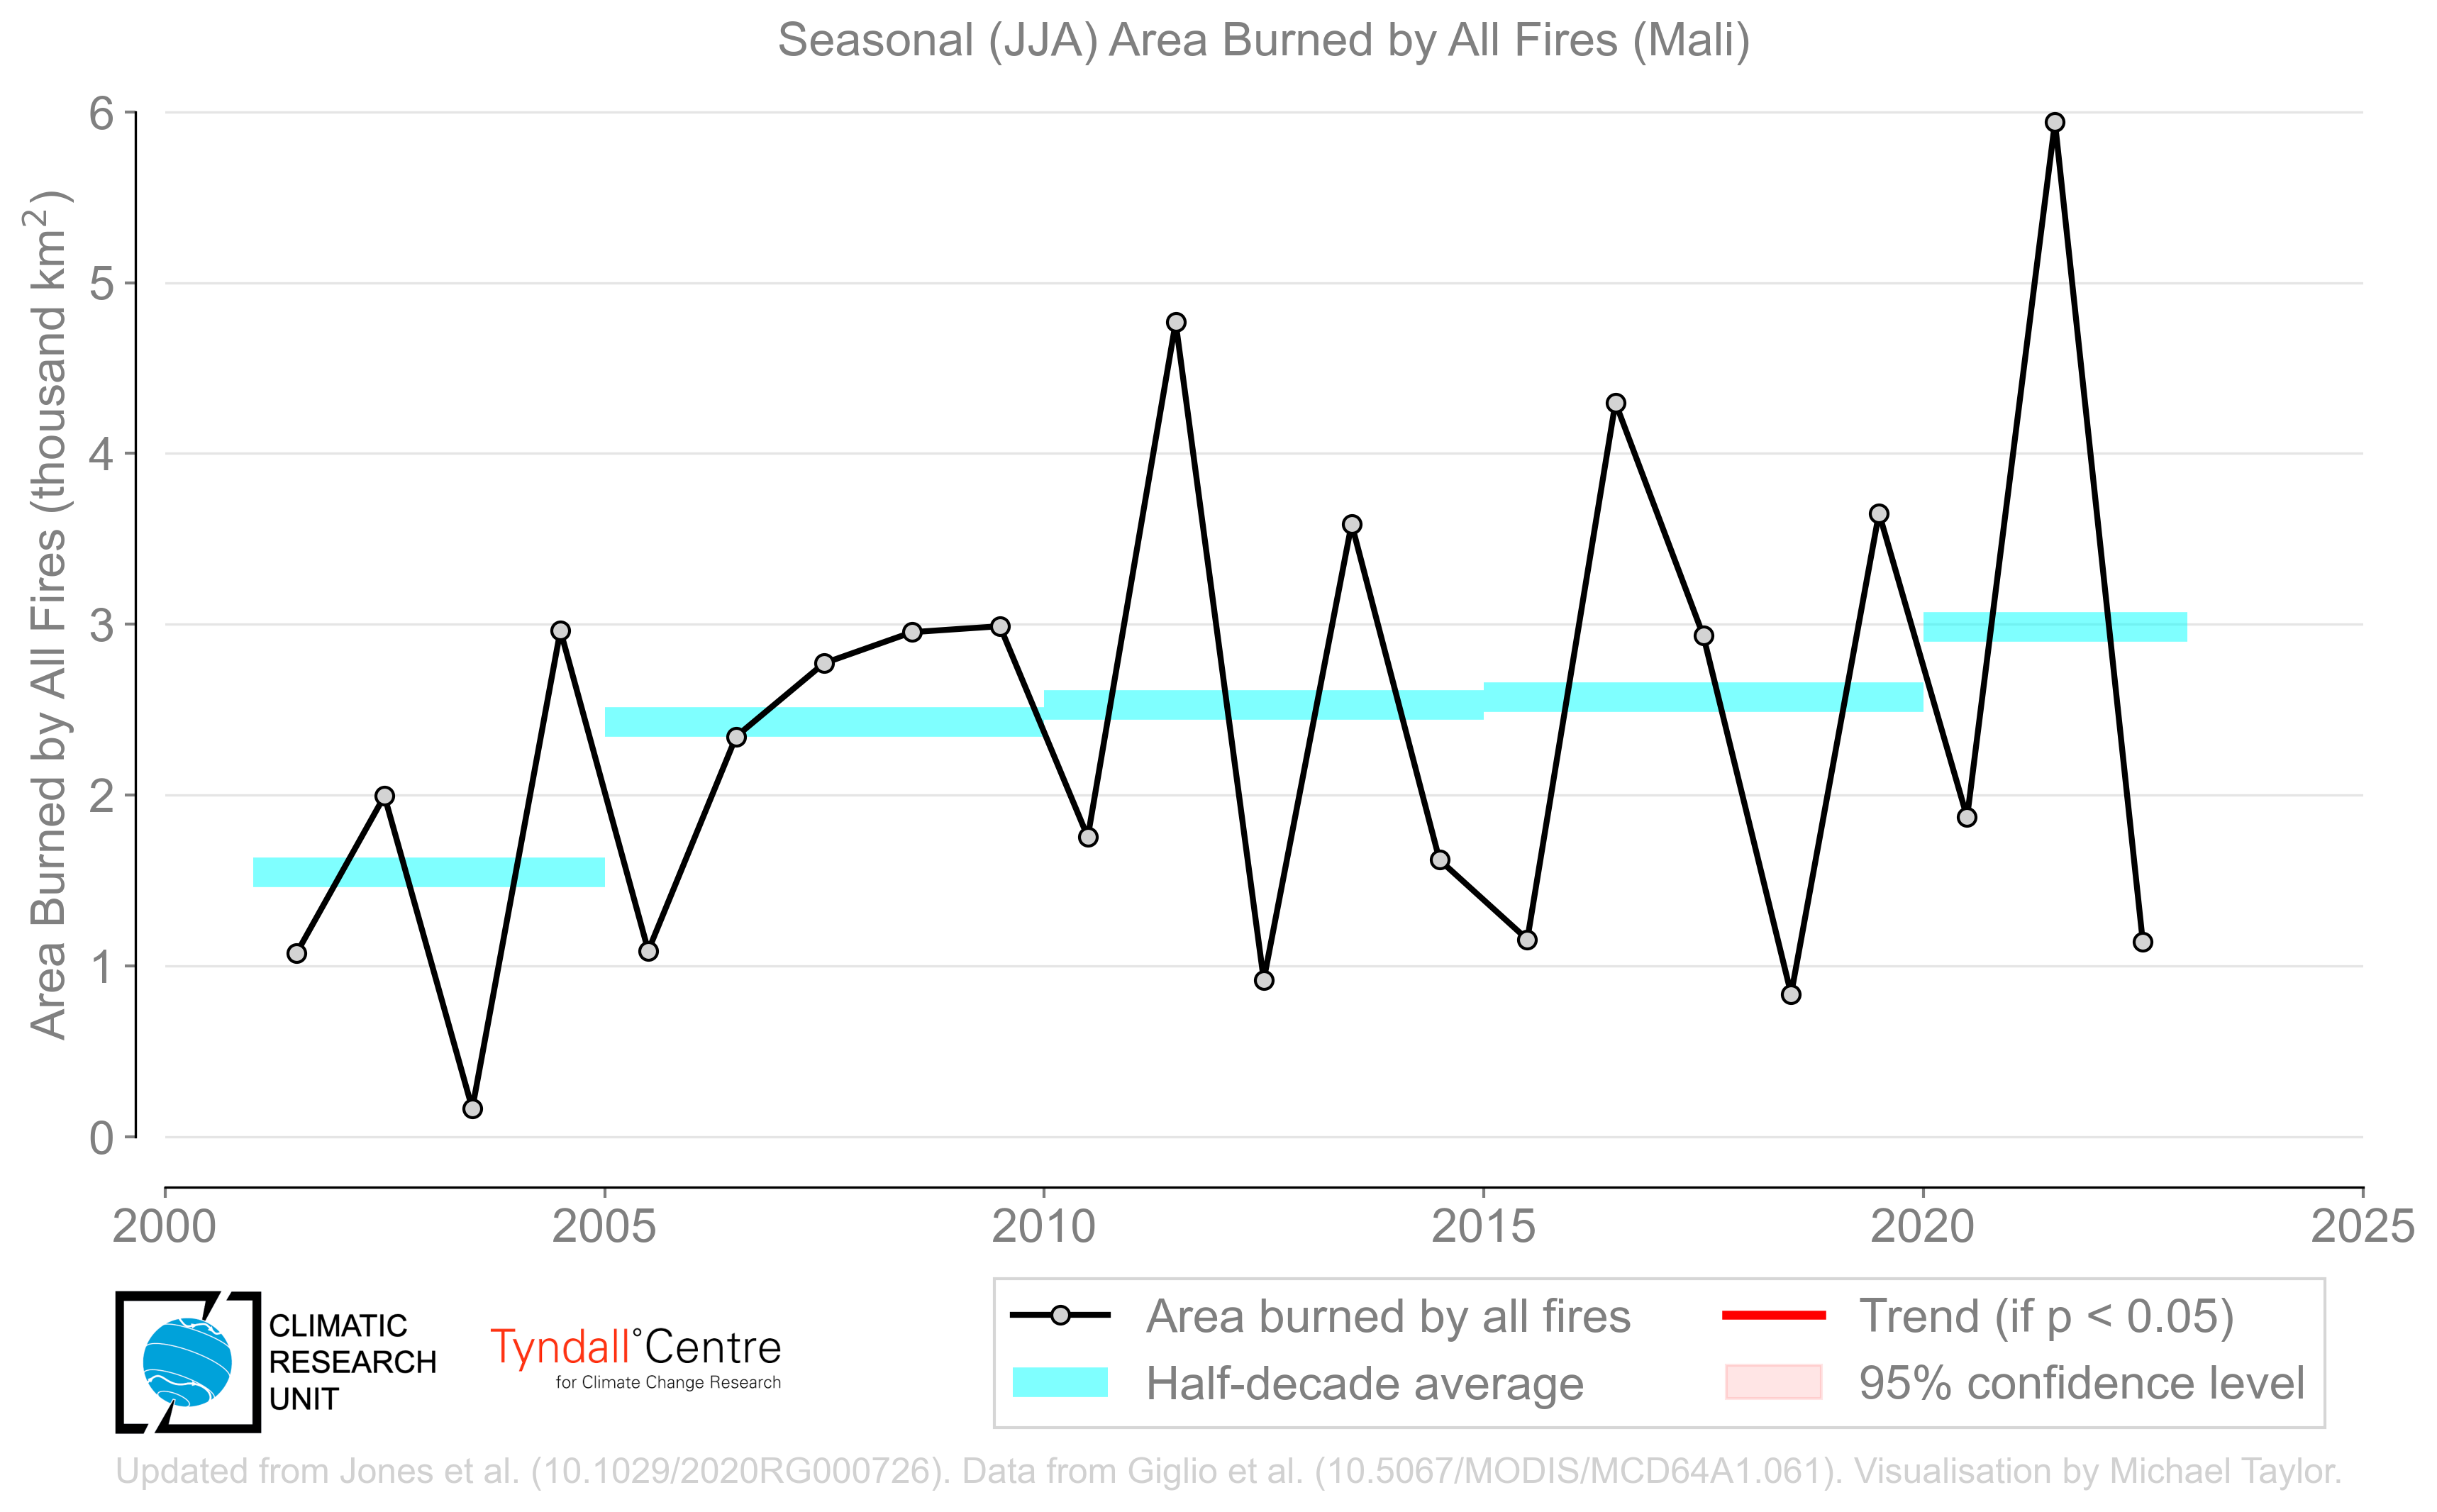 Seasonal (JJA) Area Burned by All Fires (Mali)
Area Burned by All Fires (thousand km²)
6
5
4
3
2
1
0
2000 2005 2010 2015 2020 2025
CLIMATIC
RESEARCH
UNIT
Tyndall°Centre
for Climate Change Research
Area burned by all fires
Half-decade average
Trend (if p < 0.05)
95% confidence level
Updated from Jones et al. (10.1029/2020RG000726). Data from Giglio et al. (10.5067/MODIS/MCD64A1.061). Visualisation by Michael Taylor.